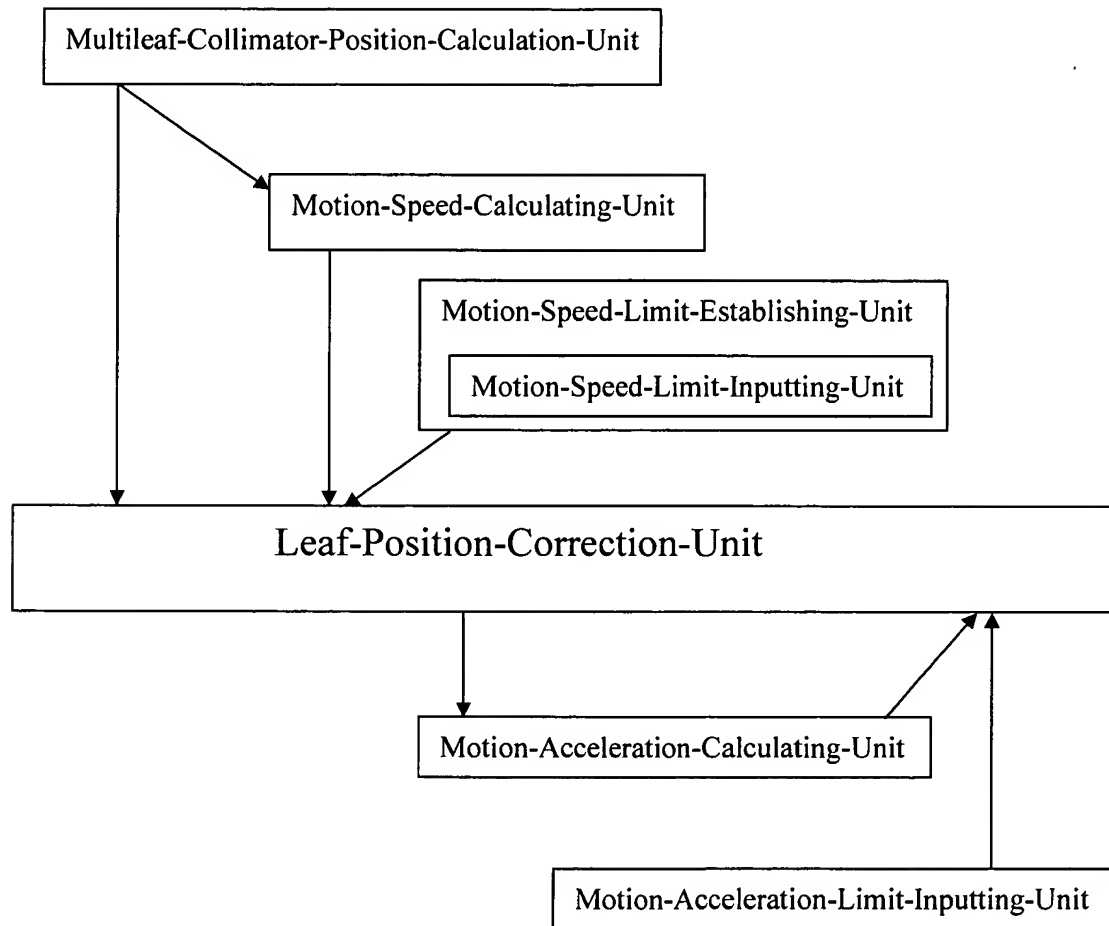 Multileaf-Collimator-Position-Calculation-Unit
Motion-Speed-Calculating-Unit
Motion-Speed-Limit-Establishing-Unit
Motion-Speed-Limit-Inputting-Unit
Leaf-Position-Correction-Unit
Motion-Acceleration-Calculating-Unit
Motion-Acceleration-Limit-Inputting-Unit